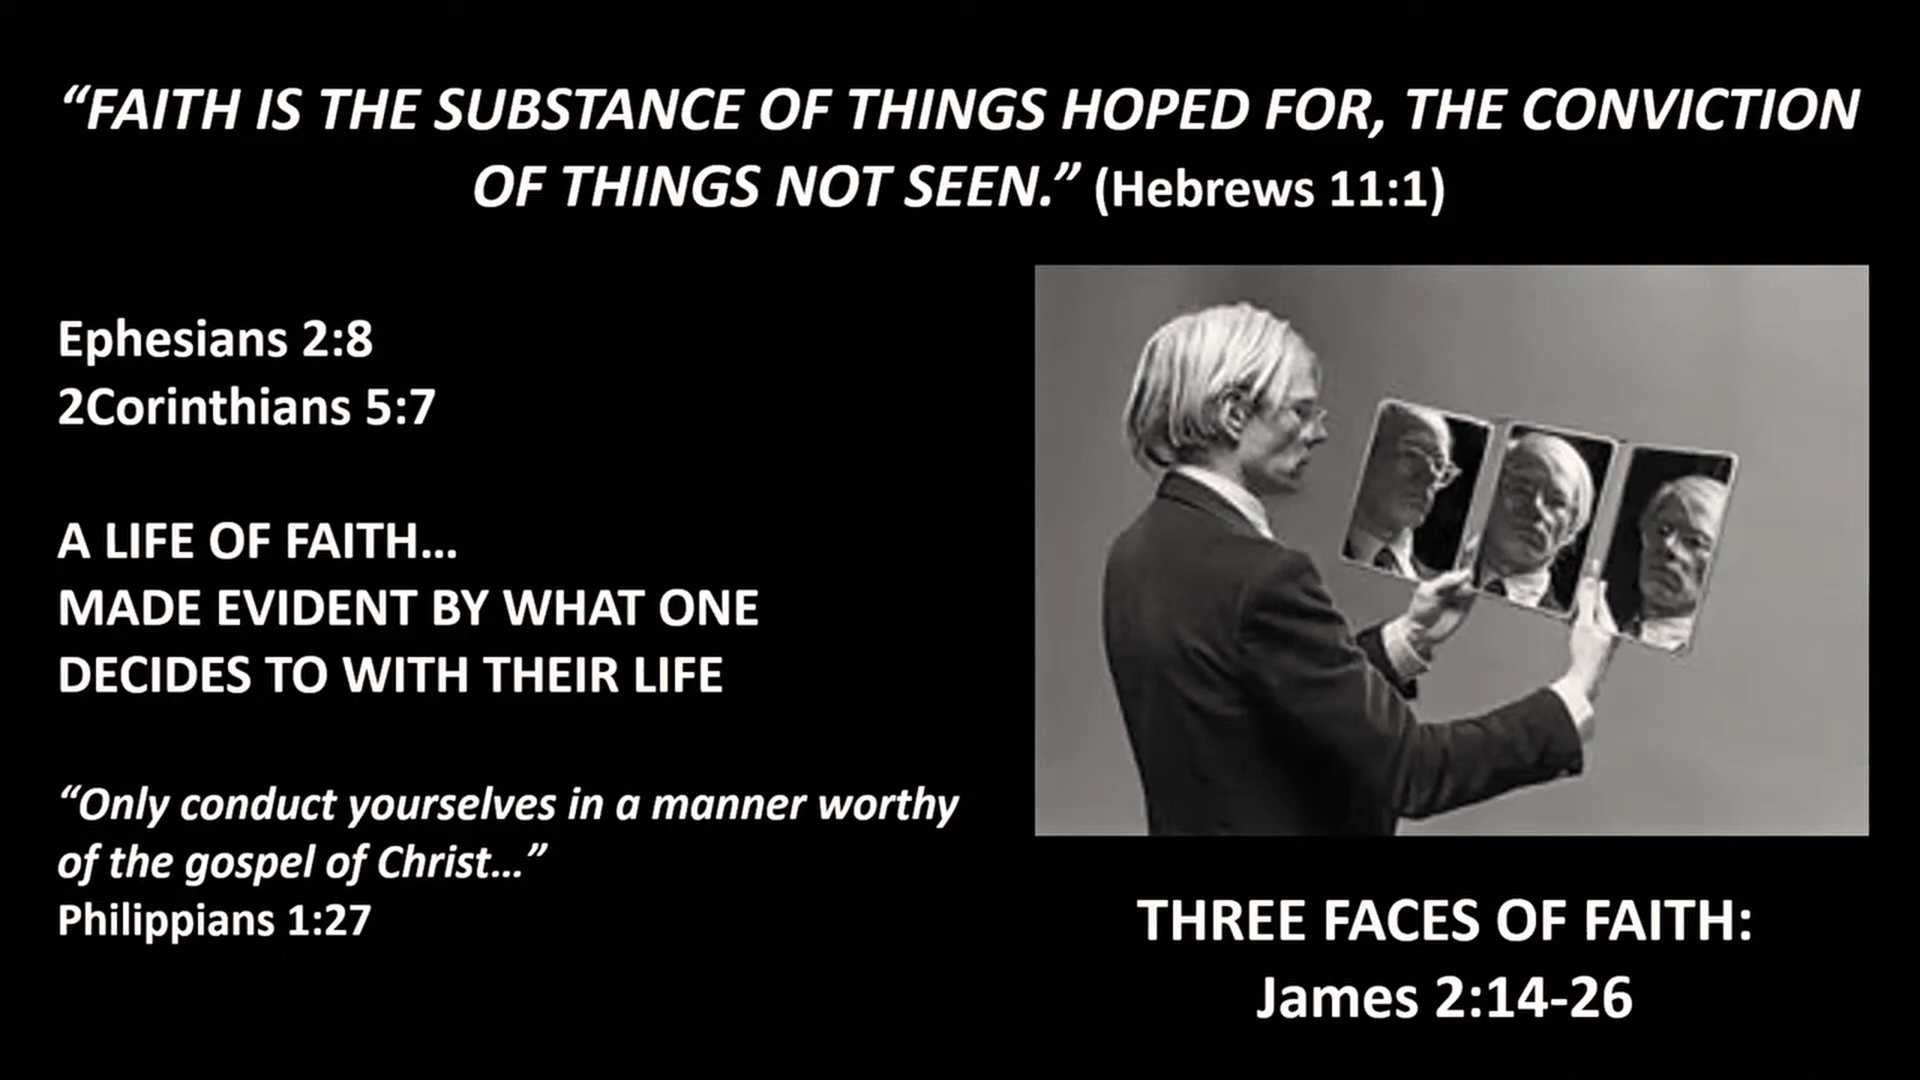 “FAITH IS THE SUBSTANCE OF THINGS HOPED FOR, THE CONVICTION
OF THINGS NOT SEEN.” (Hebrews 11:1)
Ephesians 2:8
2Corinthians 5:7
A LIFE OF FAITH…
MADE EVIDENT BY WHAT ONE
DECIDES TO WITH THEIR LIFE
“Only conduct yourselves in a manner worthy
of the gospel of Christ…”
Philippians 1:27
THREE FACES OF FAITH:
James 2:14-26